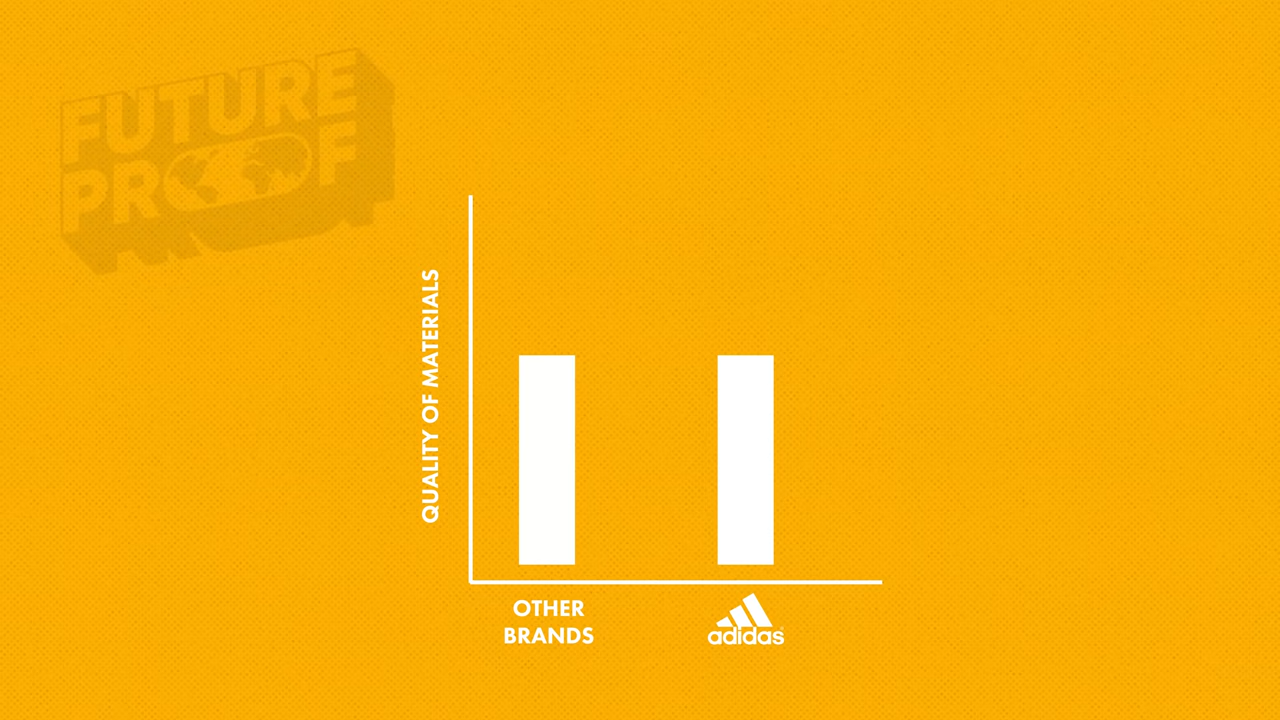 FUTURE
PROOF
QUALITY OF MATERIALS
OTHER
BRANDS
adidas